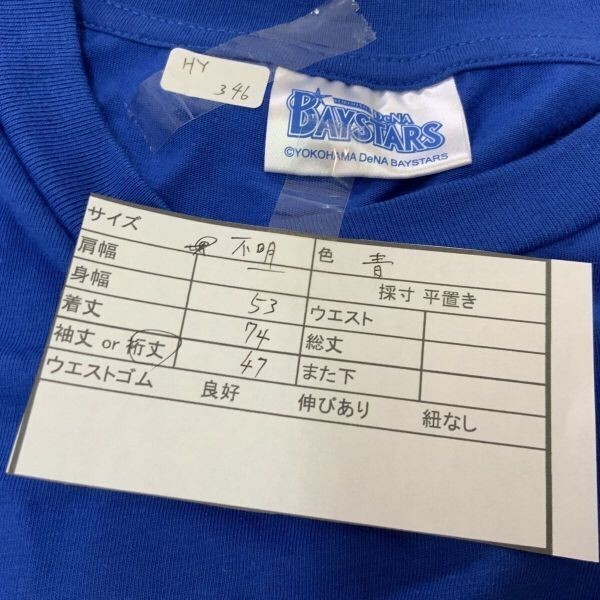 HY
346
YOKOHAMA DeNA
BAYSTARS
©YOKOHAMA DeNA BAYSTARS
サイズ 不明 色 青
肩幅 採寸 平置き
身幅 53 ウエスト
着丈 74 総丈
袖丈 or 裄丈 47 また下
ウエストゴム 良好 伸びあり 紐なし